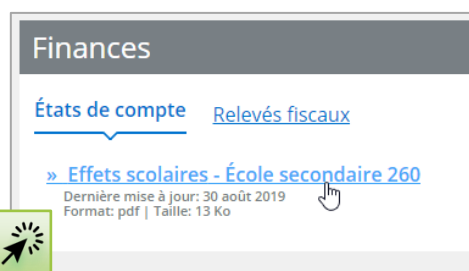 Finances
États de compte Relevés fiscaux
» Effets scolaires - École secondaire 260
Dernière mise à jour: 30 août 2019
Format: pdf | Taille: 13 Ko